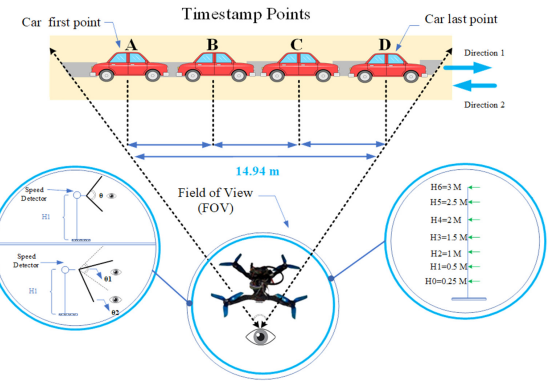 Timestamp Points
Car first point
Car last point
A
B
C
D
Direction 1
Direction 2
14.94 m
Field of View
(FOV)
Speed
Detector
H1
θ
Speed
Detector
H1
θ1
θ2
H6=3 M
H5=2.5 M
H4=2 M
H3=1.5 M
H2=1 M
H1=0.5 M
H0=0.25 M